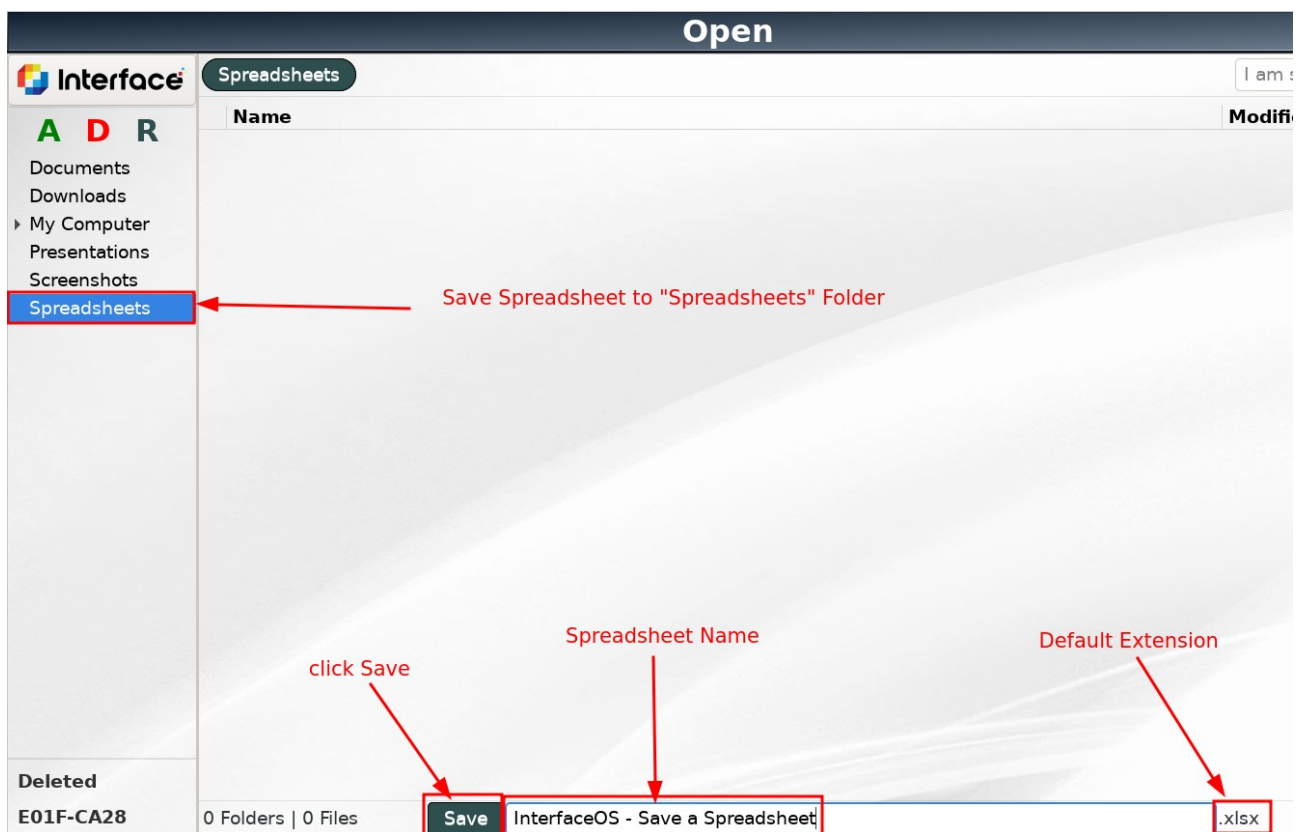 Open
Interface
Spreadsheets
I am s
Name
Modifi
A D R
Documents
Downloads
My Computer
Presentations
Screenshots
Spreadsheets
Save Spreadsheet to "Spreadsheets" Folder
Spreadsheet Name
Default Extension
click Save
Deleted
E01F-CA28
0 Folders | 0 Files
Save
InterfaceOS - Save a Spreadsheet
.xlsx